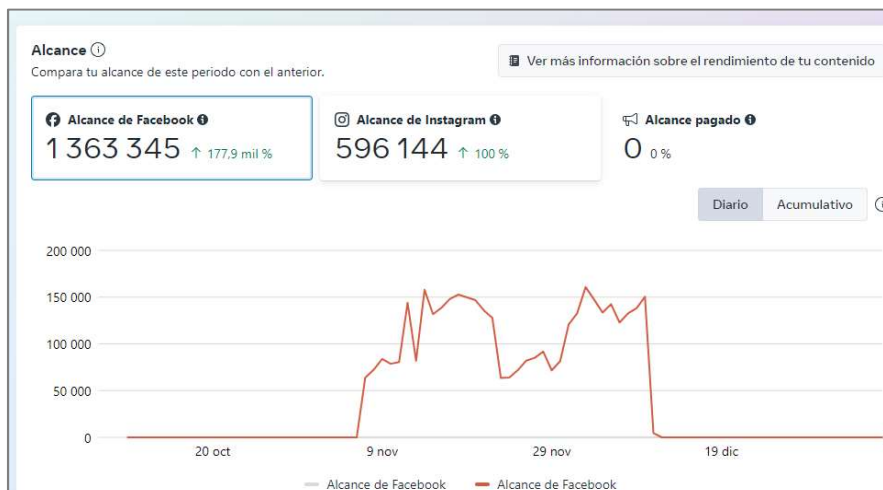 Alcance
Compara tu alcance de este periodo con el anterior.
Ver más información sobre el rendimiento de tu contenido
Alcance de Facebook
1 363 345 ↑ 177,9 mil %
Alcance de Instagram
596 144 ↑ 100 %
Alcance pagado
0 0 %
Diario
Acumulativo
200 000
150 000
100 000
50 000
0
20 oct
9 nov
29 nov
19 dic
Alcance de Facebook
Alcance de Facebook